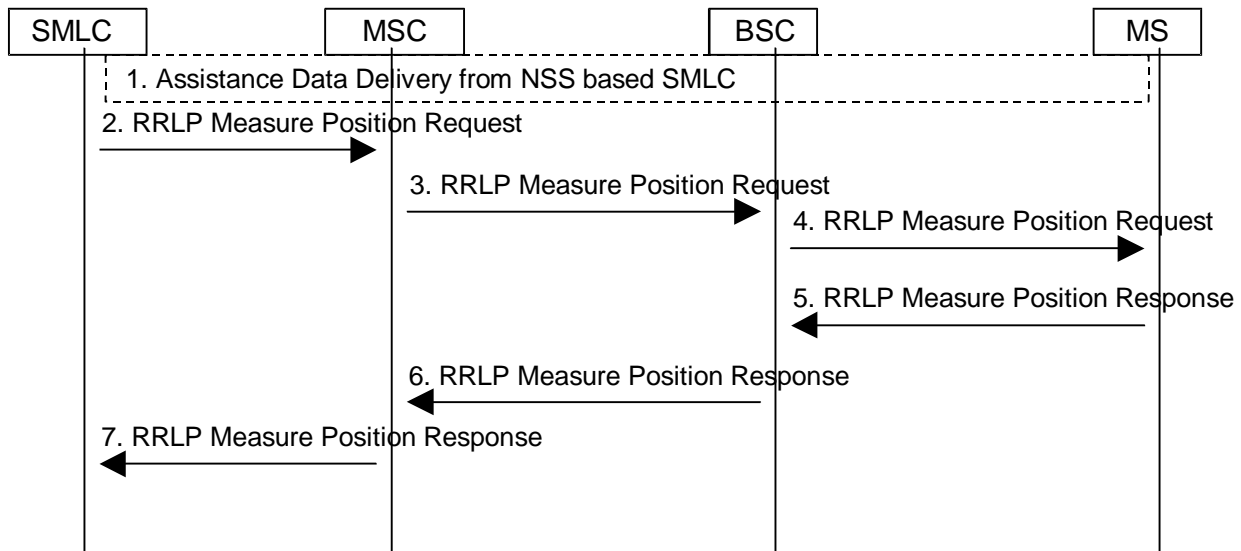 SMLC
MSC
BSC
MS
1. Assistance Data Delivery from NSS based SMLC
2. RRLP Measure Position Request
3. RRLP Measure Position Request
4. RRLP Measure Position Request
5. RRLP Measure Position Response
6. RRLP Measure Position Response
7. RRLP Measure Position Response